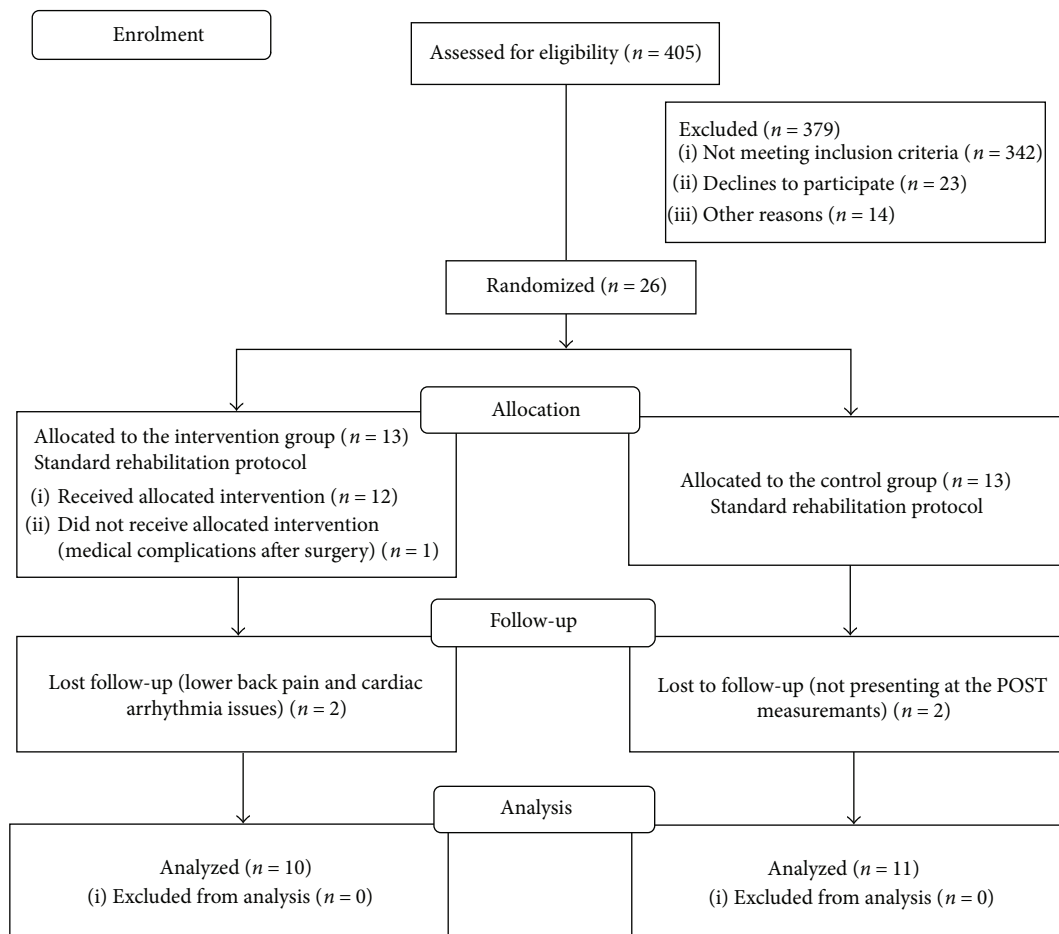 Enrolment
Assessed for eligibility (n = 405)
Excluded (n = 379)
(i) Not meeting inclusion criteria (n = 342)
(ii) Declines to participate (n = 23)
(iii) Other reasons (n = 14)
Randomized (n = 26)
Allocation
Allocated to the intervention group (n = 13)
Standard rehabilitation protocol
(i) Received allocated intervention (n = 12)
(ii) Did not receive allocated intervention
(medical complications after surgery) (n = 1)
Allocated to the control group (n = 13)
Standard rehabilitation protocol
Follow-up
Lost follow-up (lower back pain and cardiac
arrhythmia issues) (n = 2)
Lost to follow-up (not presenting at the POST
measuremants) (n = 2)
Analysis
Analyzed (n = 10)
(i) Excluded from analysis (n = 0)
Analyzed (n = 11)
(i) Excluded from analysis (n = 0)